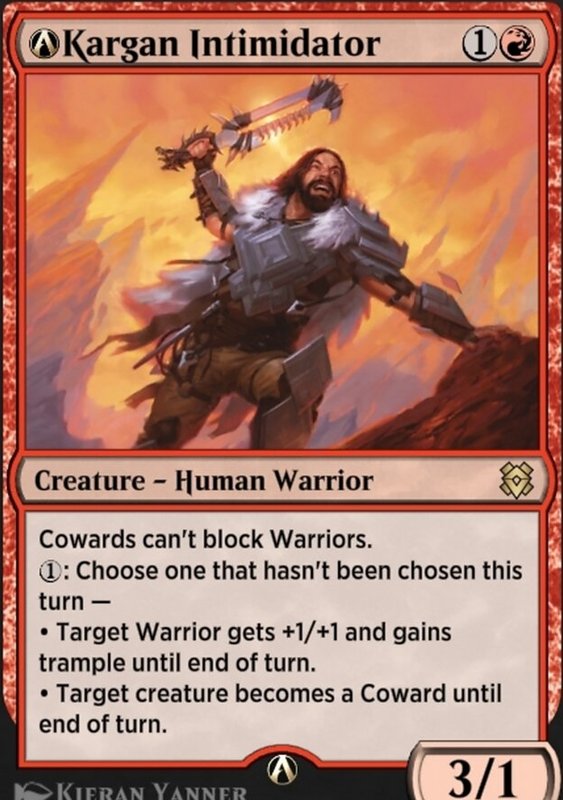 Kargan Intimidator 1
Creature – Human Warrior
Cowards can't block Warriors.
①: Choose one that hasn't been chosen this
turn —
• Target Warrior gets +1/+1 and gains
trample until end of turn.
• Target creature becomes a Coward until
end of turn.
3/1
KIERAN YANNER